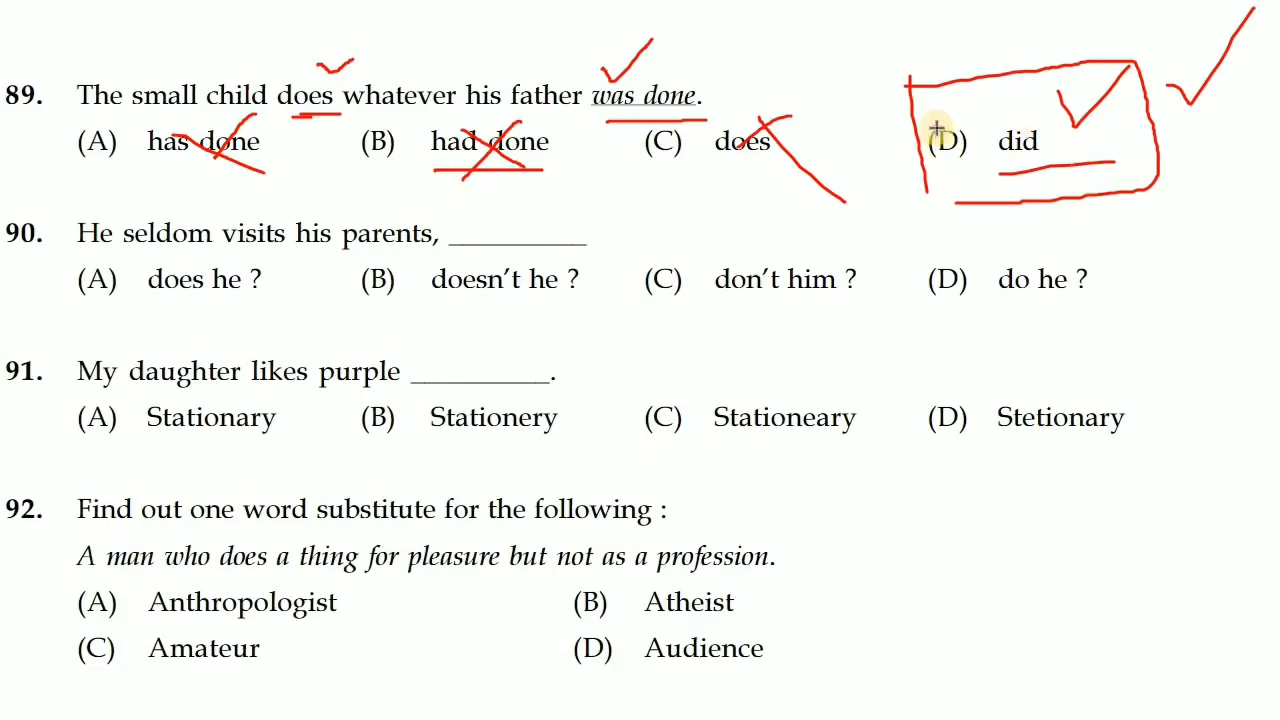 89. The small child does whatever his father was done.
(A) has done (B) had done (C) does (D) did
90. He seldom visits his parents, __________
(A) does he ? (B) doesn't he ? (C) don't him ? (D) do he ?
91. My daughter likes purple __________.
(A) Stationary (B) Stationery (C) Stationeary (D) Stetionary
92. Find out one word substitute for the following :
A man who does a thing for pleasure but not as a profession.
(A) Anthropologist (B) Atheist
(C) Amateur (D) Audience